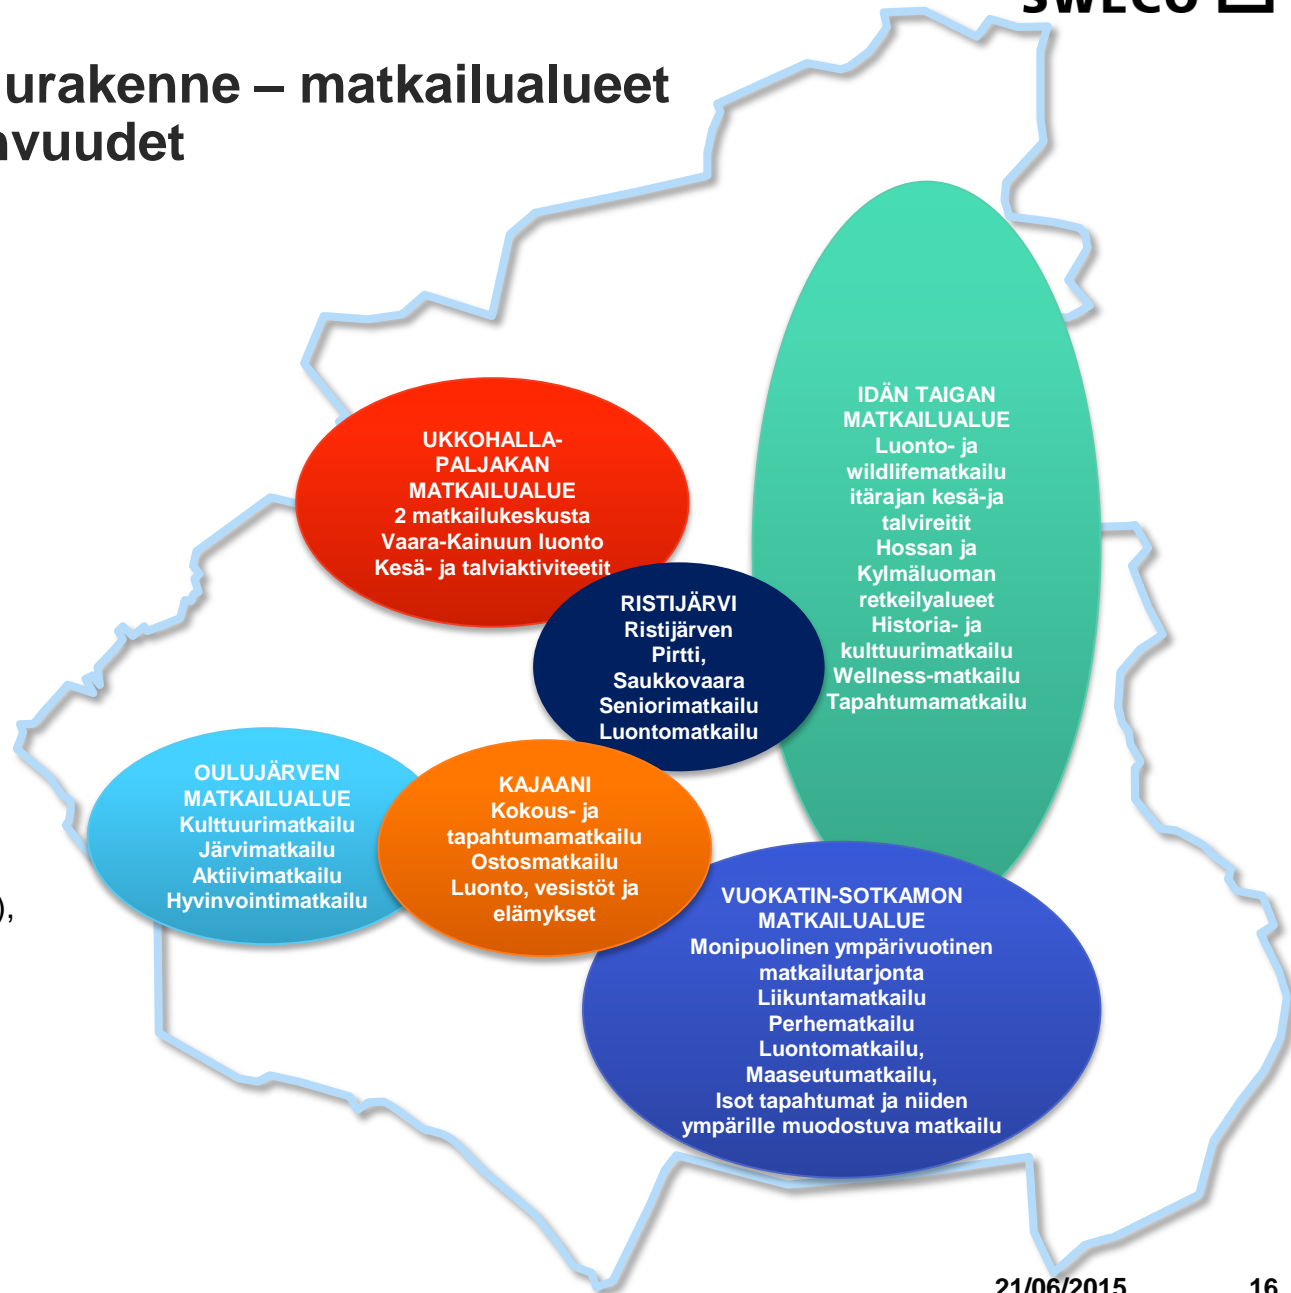 SWECO
urakenne – matkailualueet
nvuudet
IDÄN TAIGAN
MATKAILUALUE
Luonto- ja
wildlifematkailu
itärajan kesä-ja
talvireitit
Hossan ja
Kylmäluoman
retkeilyalueet
Historia- ja
kulttuurimatkailu
Wellness-matkailu
Tapahtumamatkailu
UKKOHALLA-
PALJAKAN
MATKAILUALUE
2 matkailukeskusta
Vaara-Kainuun luonto
Kesä- ja talviaktiviteetit
RISTIJÄRVI
Ristijärven
Pirtti,
Saukkovaara
Seniorimatkailu
Luontomatkailu
OULUJÄRVEN
MATKAILUALUE
Kulttuurimatkailu
Järvimatkailu
Aktiivimatkailu
Hyvinvointimatkailu
KAJAANI
Kokous- ja
tapahtumamatkailu
Ostosmatkailu
Luonto, vesistöt ja
elämykset
),
VUOKATIN-SOTKAMON
MATKAILUALUE
Monipuolinen ympärivuotinen
matkailutarjonta
Liikuntamatkailu
Perhematkailu
Luontomatkailu,
Maaseutumatkailu,
Isot tapahtumat ja niiden
ympärille muodostuva matkailu
21/06/2015 16